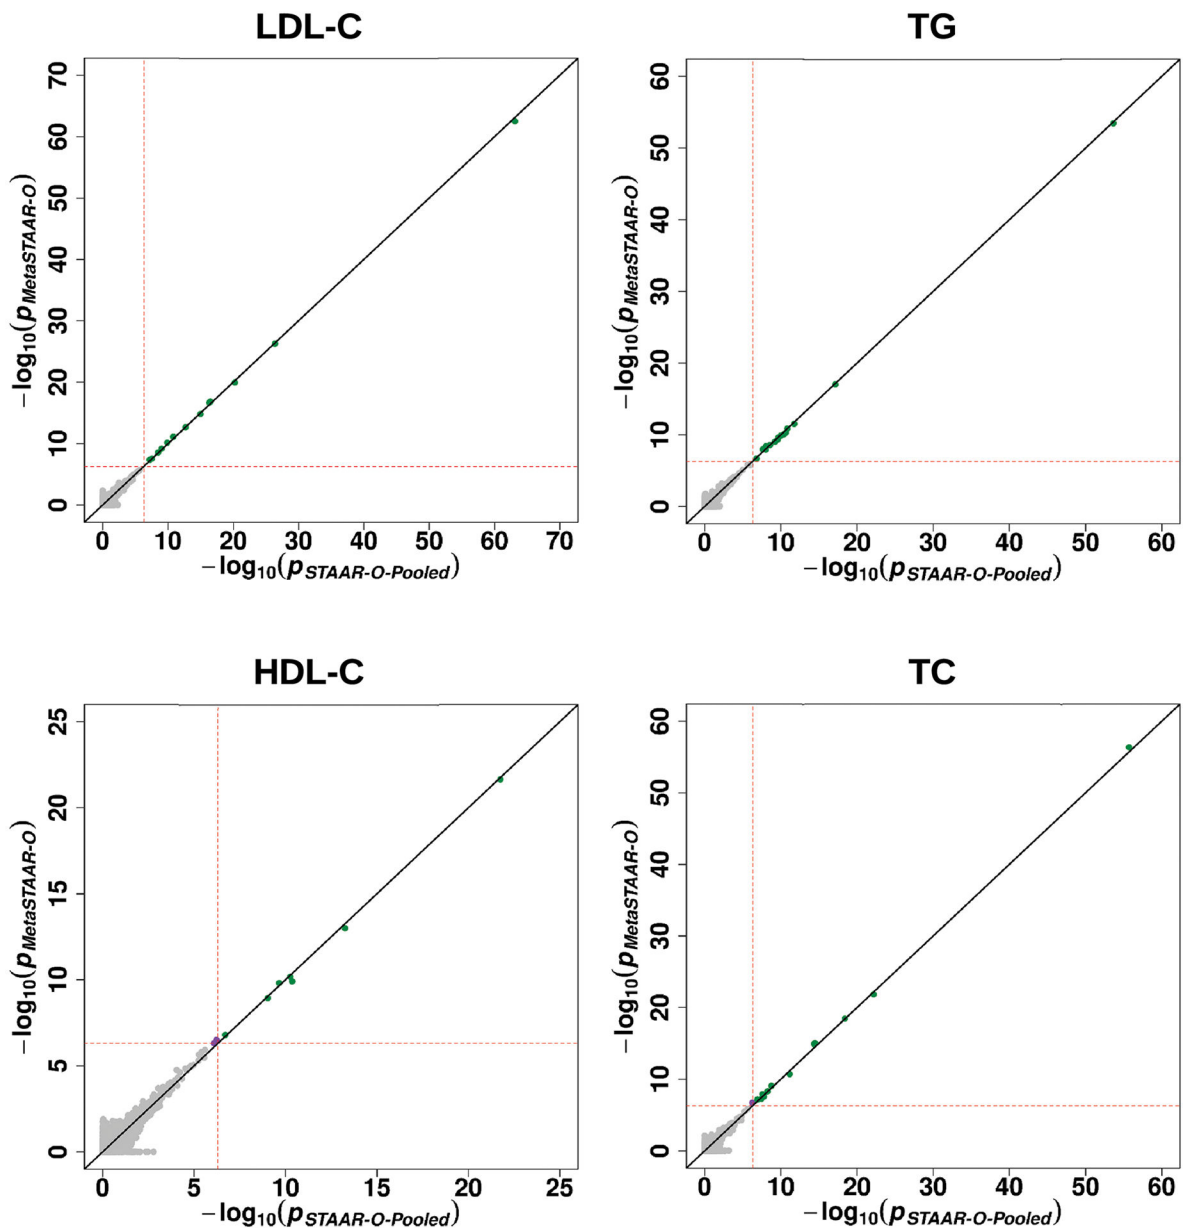 LDL-C
TG
−log10(pMetaSTAAR-O)
70
60
50
40
30
20
10
0
0 10 20 30 40 50 60 70
−log10(pSTAAR-O-Pooled)
−log10(pMetaSTAAR-O)
60
50
40
30
20
10
0
0 10 20 30 40 50 60
−log10(pSTAAR-O-Pooled)
HDL-C
TC
−log10(pMetaSTAAR-O)
25
20
15
10
5
0
0 5 10 15 20 25
−log10(pSTAAR-O-Pooled)
−log10(pMetaSTAAR-O)
60
50
40
30
20
10
0
0 10 20 30 40 50 60
−log10(pSTAAR-O-Pooled)